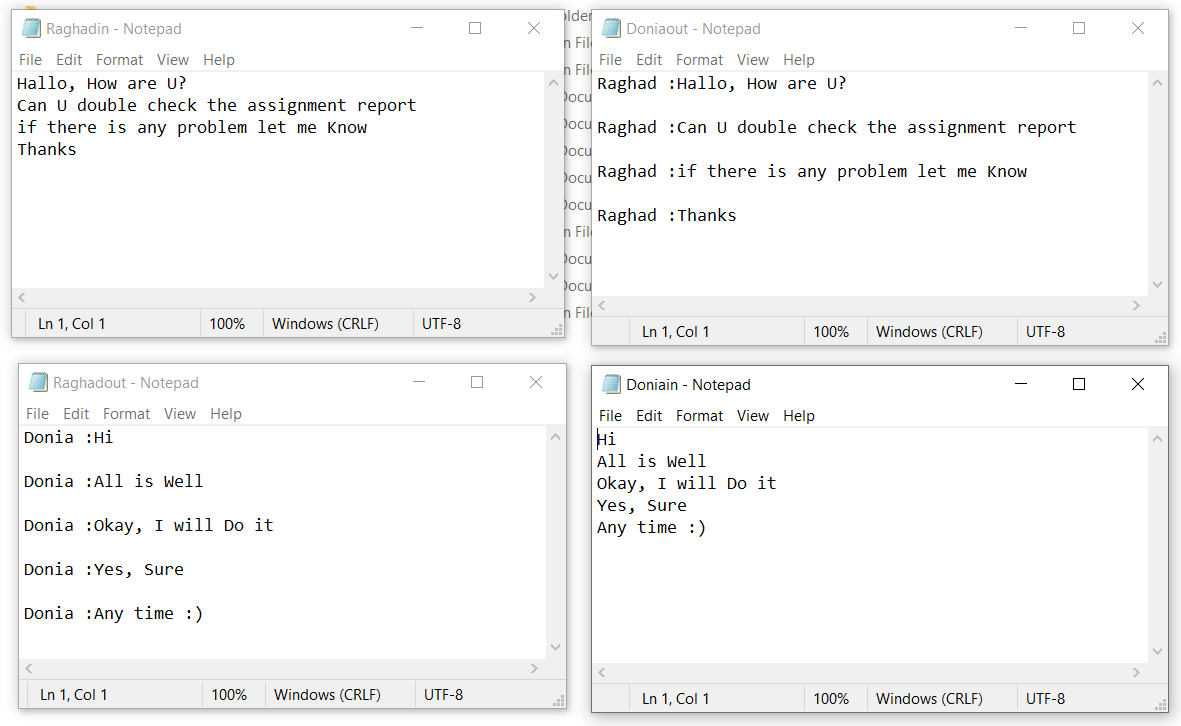 Raghadin - Notepad
File Edit Format View Help
Hallo, How are U?
Can U double check the assignment report
if there is any problem let me Know
Thanks
Ln 1, Col 1 100% Windows (CRLF) UTF-8
Doniaout - Notepad
File Edit Format View Help
Raghad :Hallo, How are U?
Raghad :Can U double check the assignment report
Raghad :if there is any problem let me Know
Raghad :Thanks
Ln 1, Col 1 100% Windows (CRLF) UTF-8
Raghadout - Notepad
File Edit Format View Help
Donia :Hi
Donia :All is Well
Donia :Okay, I will Do it
Donia :Yes, Sure
Donia :Any time :)
Ln 1, Col 1 100% Windows (CRLF) UTF-8
Doniain - Notepad
File Edit Format View Help
Hi
All is Well
Okay, I will Do it
Yes, Sure
Any time :)
Ln 1, Col 1 100% Windows (CRLF) UTF-8